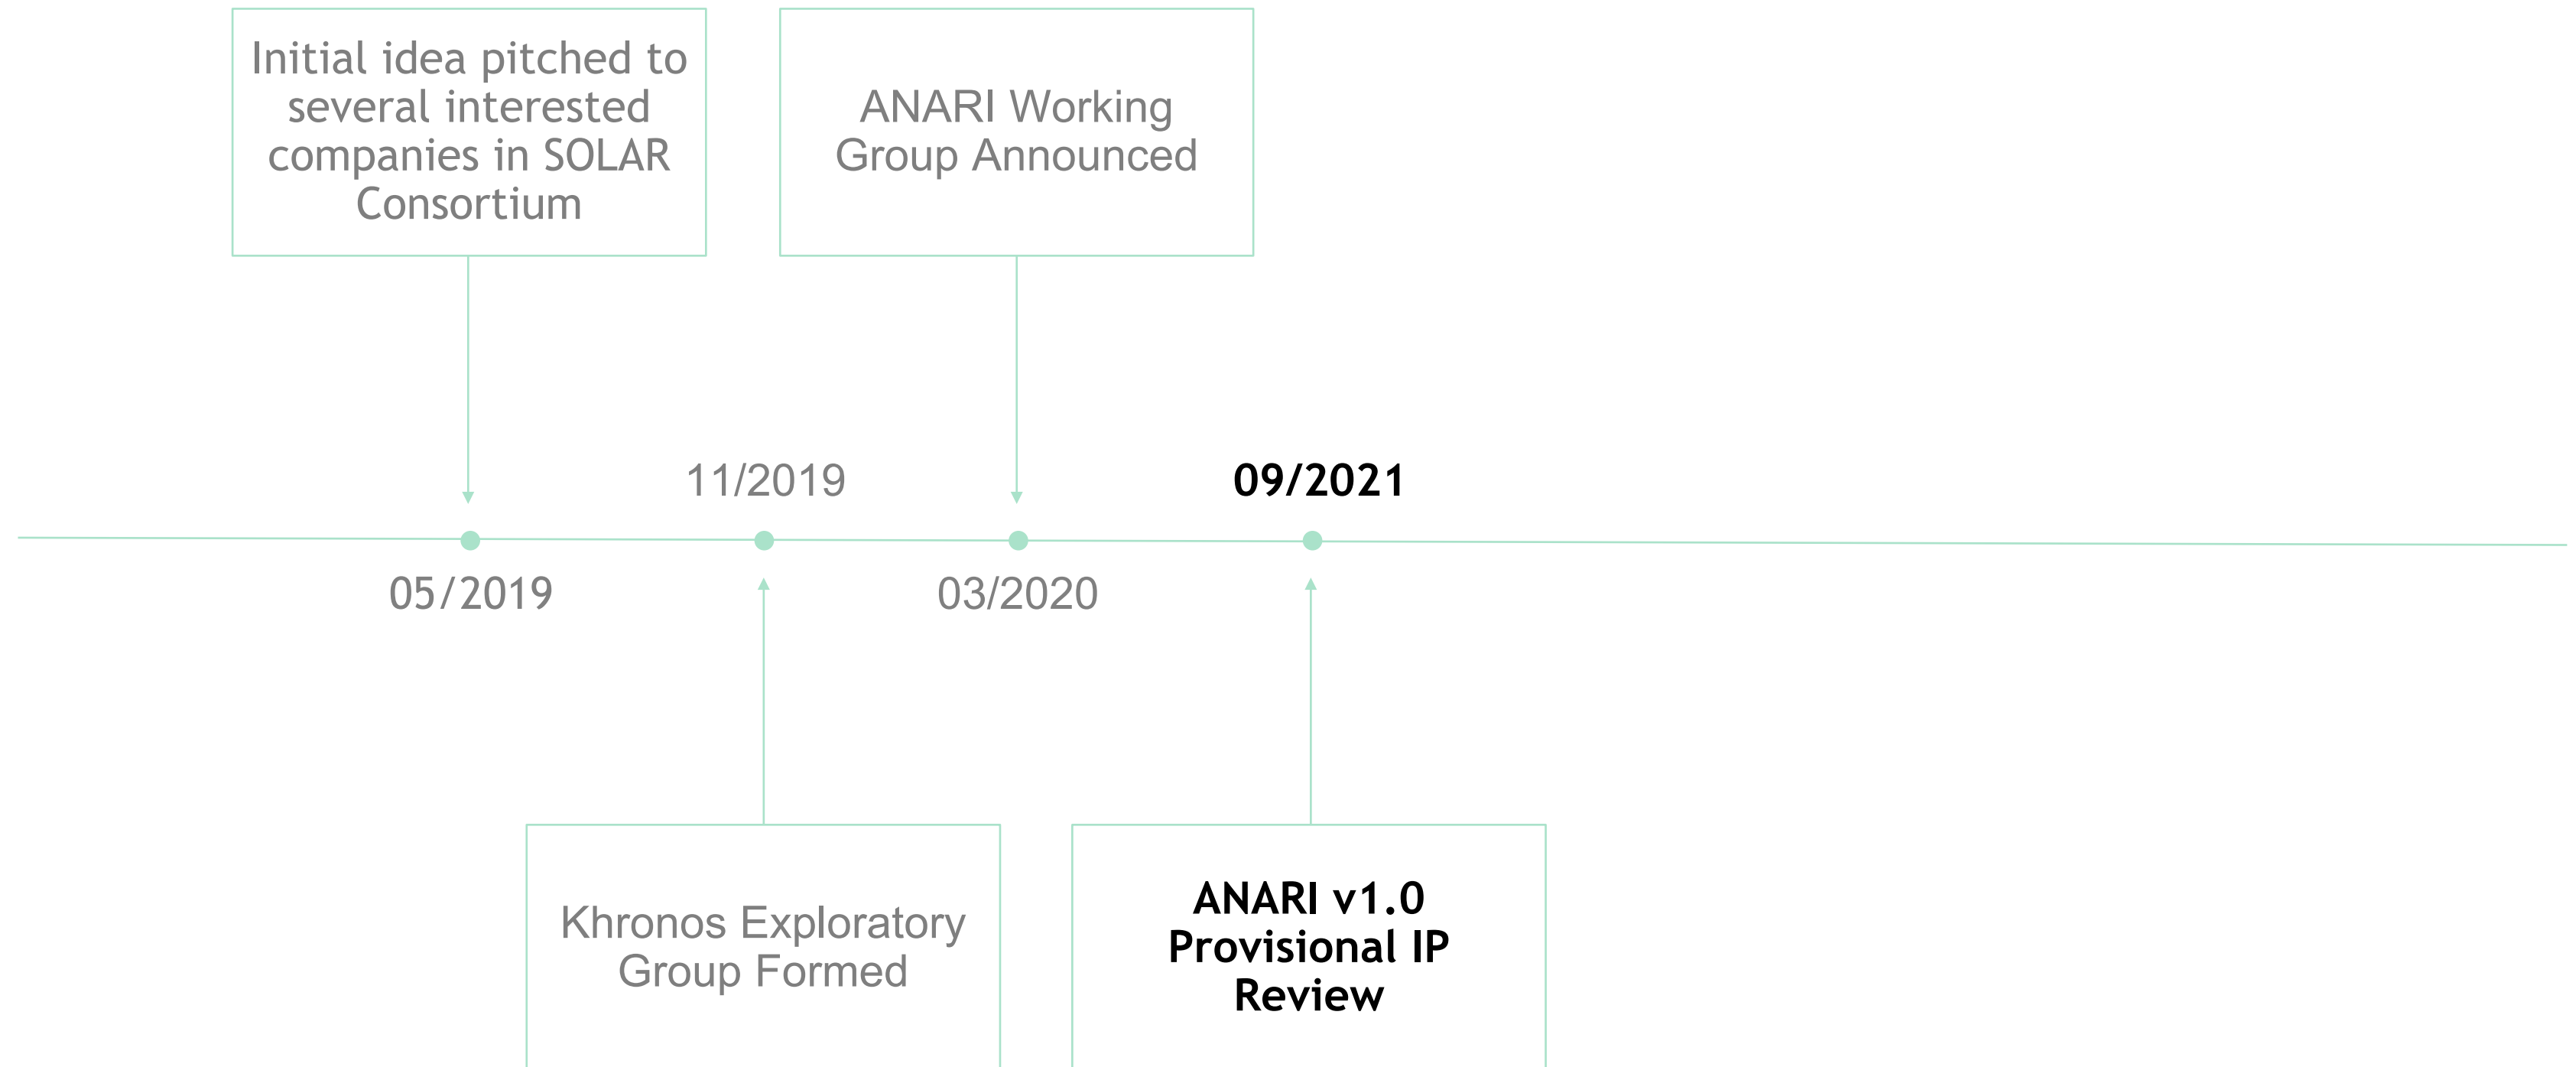 Initial idea pitched to
several interested
companies in SOLAR
Consortium
ANARI Working
Group Announced
11/2019
09/2021
05/2019
03/2020
Khronos Exploratory
Group Formed
ANARI v1.0
Provisional IP
Review